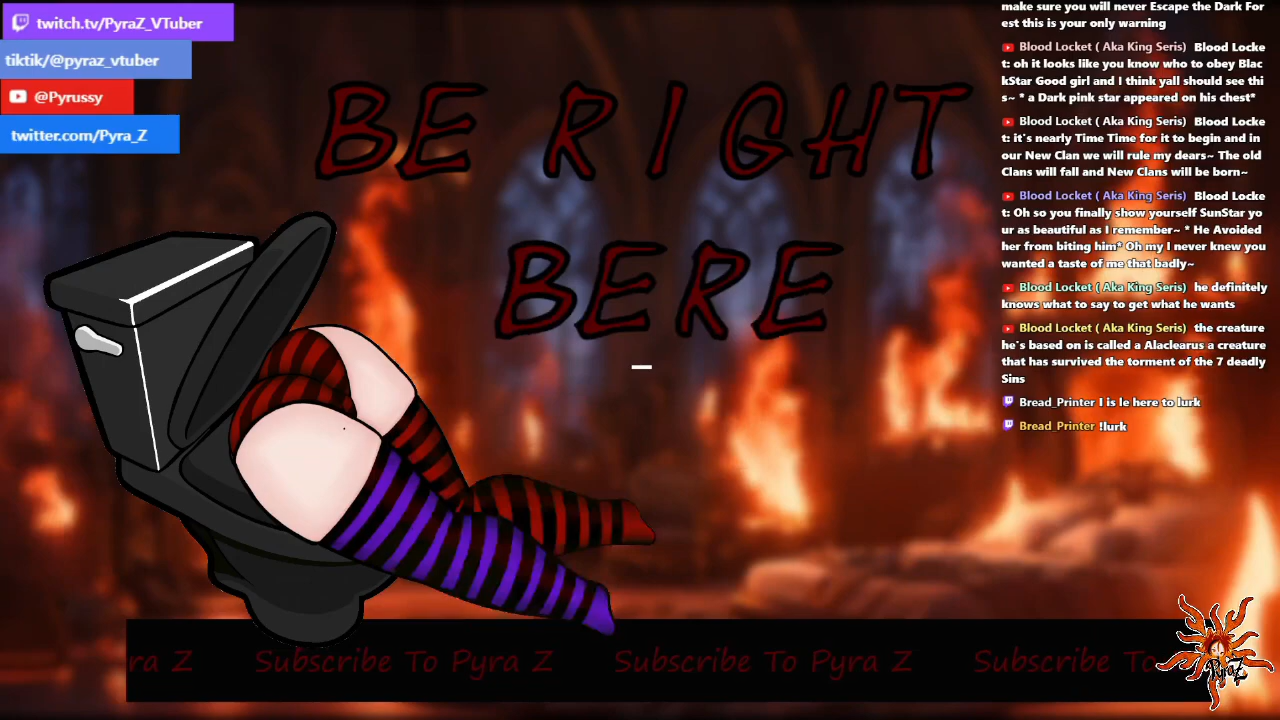 twitch.tv/PyraZ_VTuber
tiktik/@pyraz_vtuber
@Pyrussy
twitter.com/Pyra_Z
BE RIGHT
BERE
make sure you will never Escape the Dark For
est this is your only warning
Blood Locket ( Aka King Seris) Blood Locke
t: oh it looks like you know who to obey Blac
kStar Good girl and I think yall should see thi
s~ * a Dark pink star appeared on his chest*
Blood Locket ( Aka King Seris) Blood Locke
t: it's nearly Time Time for it to begin and in
our New Clan we will rule my dears~ The old
Clans will fall and New Clans will be born~
Blood Locket ( Aka King Seris) Blood Locke
t: Oh so you finally show yourself SunStar yo
ur as beautiful as I remember~ * He Avoided
her from biting him* Oh my I never knew you
wanted a taste of me that badly~
Blood Locket ( Aka King Seris) he definitely
knows what to say to get what he wants
Blood Locket ( Aka King Seris) the creature
he's based on is called a Alaclearus a creature
that has survived the torment of the 7 deadly
Sins
Bread_Printer I is le here to lurk
Bread_Printer !lurk
ra Z Subscribe To Pyra Z Subscribe To Pyra Z Subscribe To
PyraZ